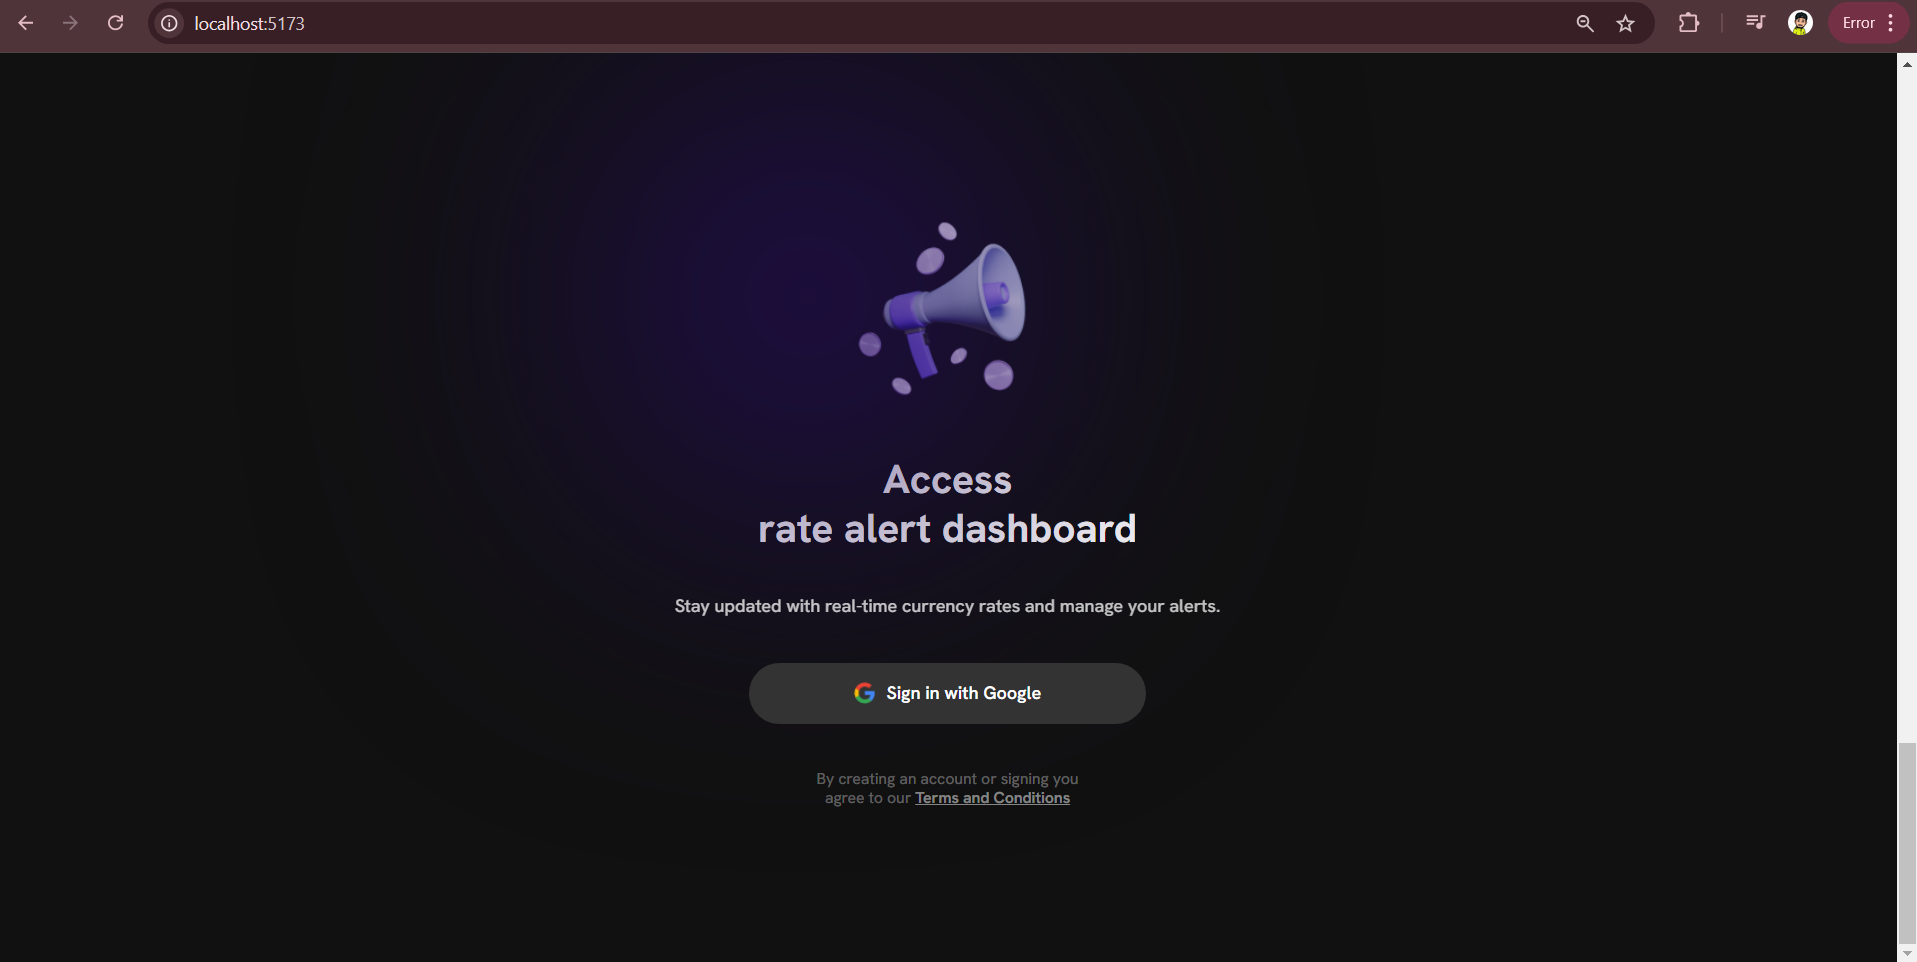 localhost:5173
Error
Access
rate alert dashboard
Stay updated with real-time currency rates and manage your alerts.
Sign in with Google
By creating an account or signing you
agree to our Terms and Conditions